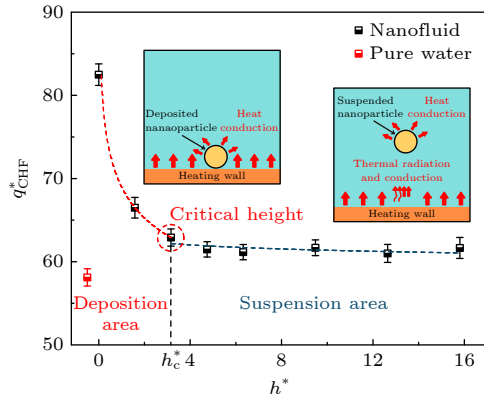 90
80
70
60
50
q*CHF
Nanofluid
Pure water
Deposited
nanaoparticle
Heat
conduction
Heating wall
Suspended
nanoparticle
Heat
conduction
Thermal radiation
and conduction
Heating wall
Critical height
Deposition
area
Suspension area
0
h*c
4
8
12
16
h*